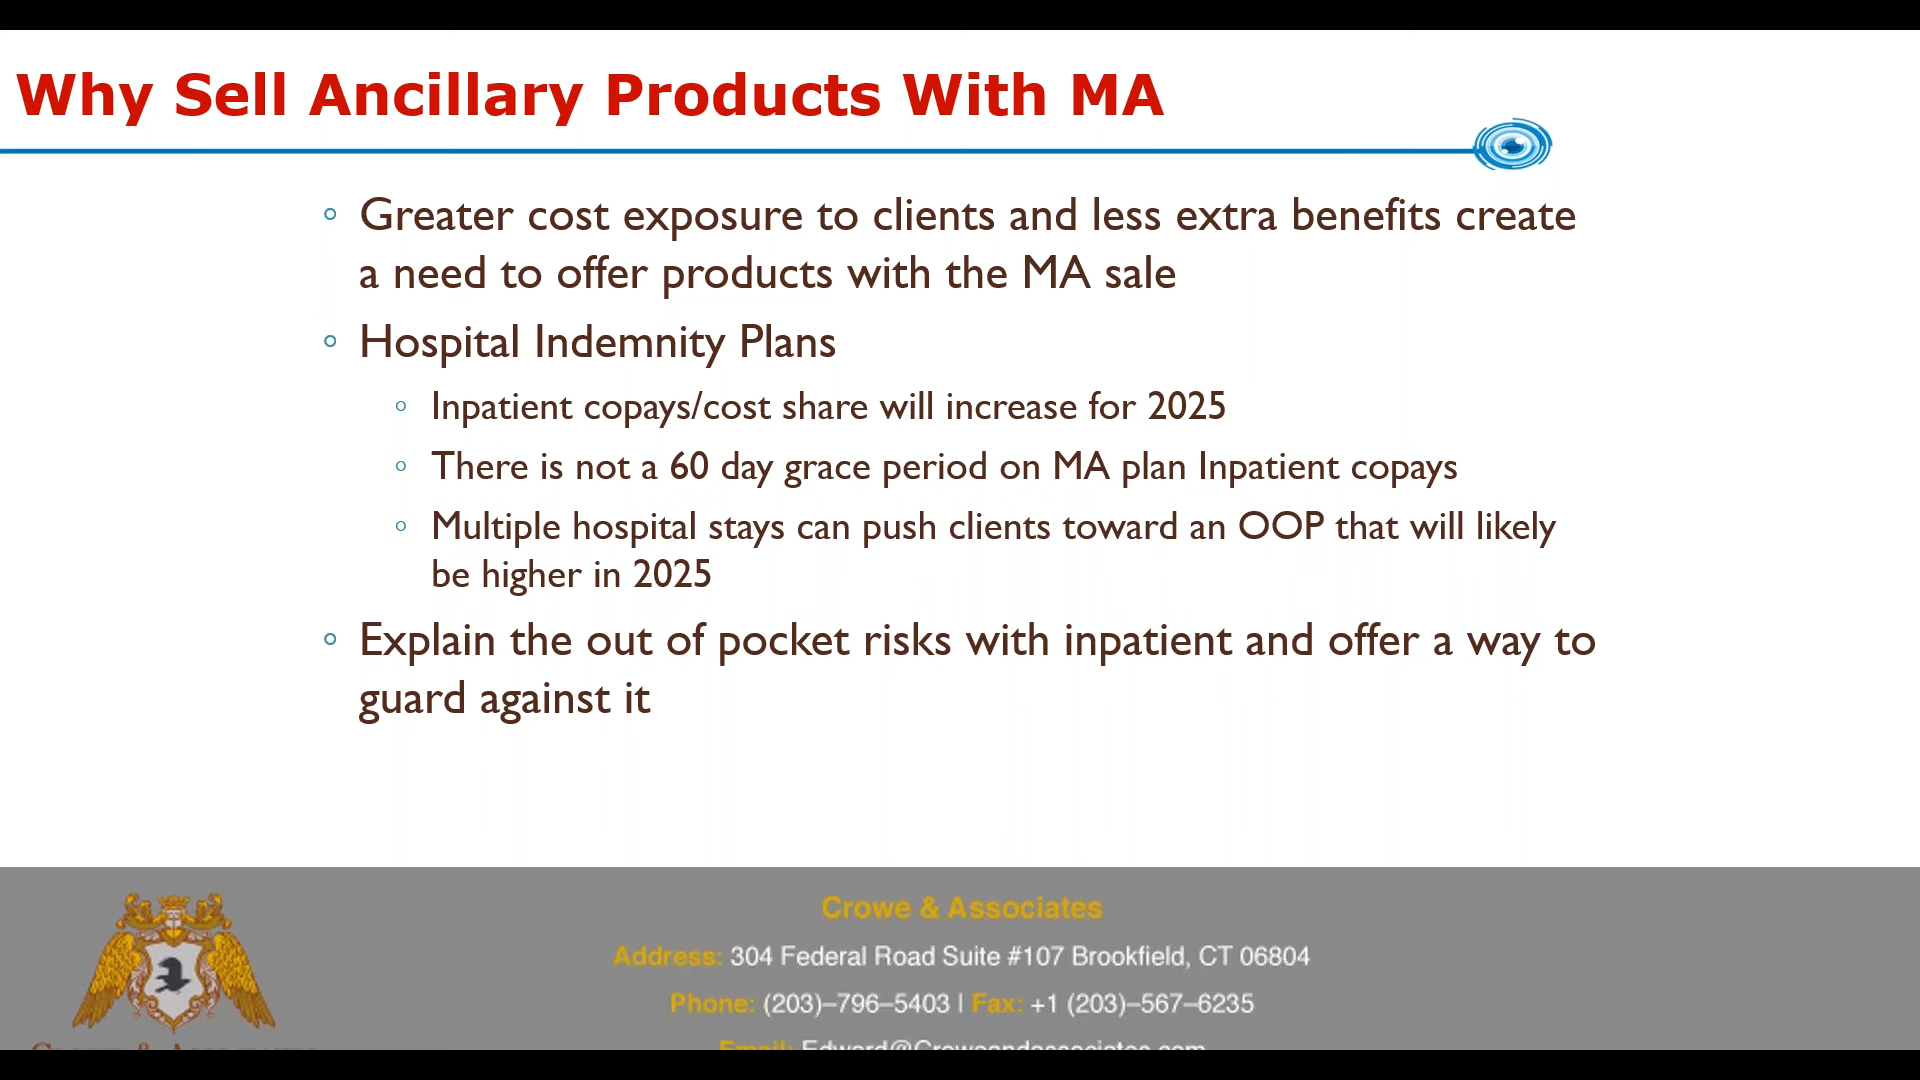 Why Sell Ancillary Products With MA
◦ Greater cost exposure to clients and less extra benefits create
a need to offer products with the MA sale
◦ Hospital Indemnity Plans
◦ Inpatient copays/cost share will increase for 2025
◦ There is not a 60 day grace period on MA plan Inpatient copays
◦ Multiple hospital stays can push clients toward an OOP that will likely
be higher in 2025
◦ Explain the out of pocket risks with inpatient and offer a way to
guard against it
Crowe & Associates
Address: 304 Federal Road Suite #107 Brookfield, CT 06804
Phone: (203)–796–5403 | Fax: +1 (203)–567–6235
Email: Edward@Croweandassociates.com